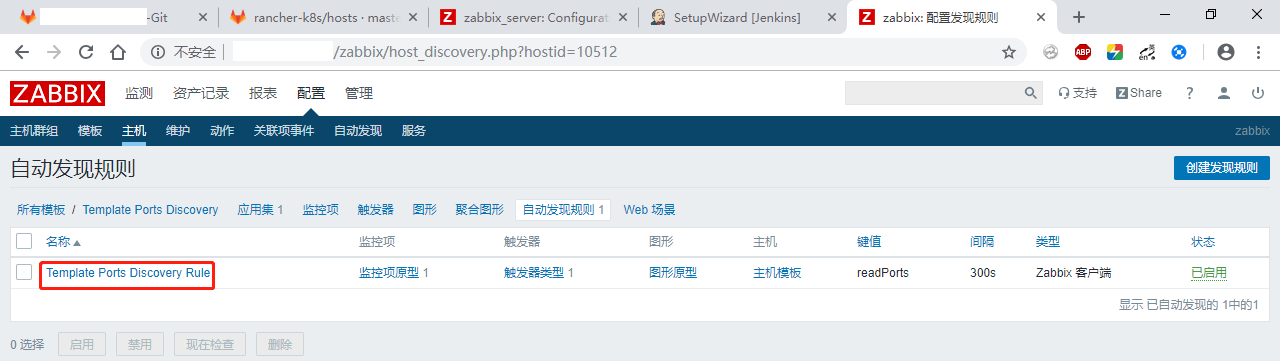 -Git rancher-k8s/hosts · maste zabbix_server: Configurat SetupWizard [Jenkins] zabbix: 配置发现规则
不安全 /zabbix/host_discovery.php?hostid=10512 ABP en
ZABBIX 监测 资产记录 报表 配置 管理 支持 Z Share ?
主机群组 模板 主机 维护 动作 关联项事件 自动发现 服务 zabbix
自动发现规则 创建发现规则
所有模板 / Template Ports Discovery 应用集 1 监控项 触发器 图形 聚合图形 自动发现规则 1 Web 场景
名称 监控项 触发器 图形 主机 键值 间隔 类型 状态
Template Ports Discovery Rule 监控项原型 1 触发器类型 1 图形原型 主机模板 readPorts 300s Zabbix 客户端 已启用
显示 已自动发现的 1中的1
0 选择 启用 禁用 现在检查 删除